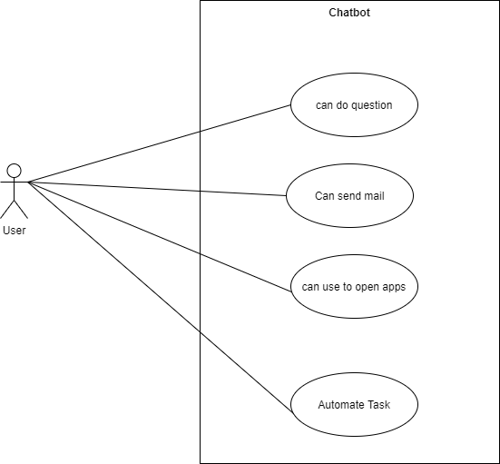 Chatbot
can do question
Can send mail
User
can use to open apps
Automate Task